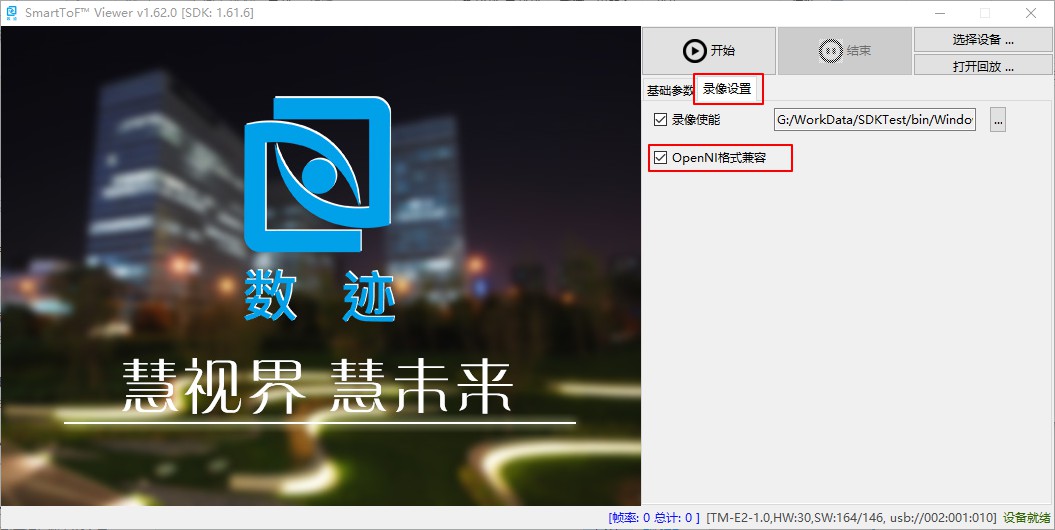 SmartToF™ Viewer v1.62.0 [SDK: 1.61.6]
开始
结束
选择设备 ...
打开回放 ...
基础参数
录像设置
录像使能
G:/WorkData/SDKTest/bin/Windov
...
OpenNI格式兼容
数 迹
慧视界 慧未来
[帧率: 0 总计: 0 ] [TM-E2-1.0,HW:30,SW:164/146, usb://002:001:010] 设备就绪